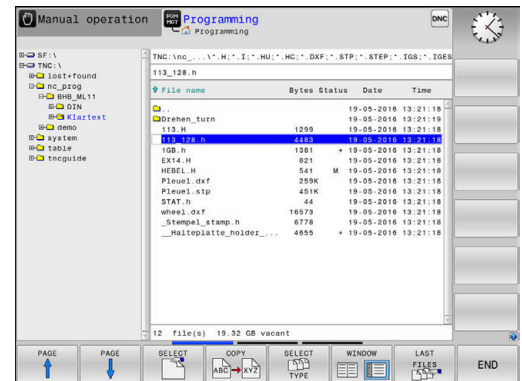 Manual operation
PGM
MGT
Programming
Programming
DNC
SF:\
TNC:\
lost+found
nc_prog
BHB_ML11
DIN
Klartext
demo
system
table
tncguide
TNC:\nc_...\*.H;*.I;*.HU;*.HC;*.DXF;*.STP;*.STEP;*.IGS;*.IGES
113_128.h
File name Bytes Status Date Time
.. 19-05-2016 13:21:18
Drehen_turn 19-05-2016 13:21:19
113.H 1299 19-05-2016 13:21:18
113_128.h 4483 19-05-2016 13:21:18
1GB.h 1381 + 19-05-2016 13:21:18
EX14.H 821 19-05-2016 13:21:18
HEBEL.H 541 M 19-05-2016 13:21:18
Pleuel.dxf 259K 19-05-2016 13:21:18
Pleuel.stp 451K 19-05-2016 13:21:18
STAT.h 44 19-05-2016 13:21:18
wheel.dxf 16573 19-05-2016 13:21:18
_Stempel_stamp.h 6778 19-05-2016 13:21:18
__Halteplatte_holder_... 4655 + 19-05-2016 13:21:18
12 file(s) 19.32 GB vacant
PAGE
PAGE
SELECT
COPY
ABC XYZ
SELECT
TYPE
WINDOW
LAST
FILES
END